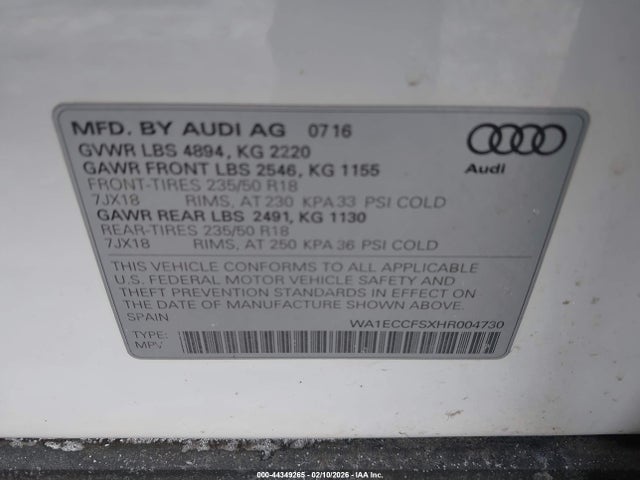 MFD. BY AUDI AG 07 16
GVWR LBS 4894, KG 2220
GAWR FRONT LBS 2546, KG 1155
FRONT-TIRES 235/50 R18
7JX18 RIMS, AT 230 KPA 33 PSI COLD
GAWR REAR LBS 2491, KG 1130
REAR-TIRES 235/50 R18
7JX18 RIMS, AT 250 KPA 36 PSI COLD
Audi
THIS VEHICLE CONFORMS TO ALL APPLICABLE
U.S. FEDERAL MOTOR VEHICLE SAFETY AND
THEFT PREVENTION STANDARDS IN EFFECT ON
THE DATE OF MANUFACTURE SHOWN ABOVE.
SPAIN
WA1ECCFSXHR004730
TYPE:
MPV
000-44349265 - 02/10/2026 - IAA Inc.